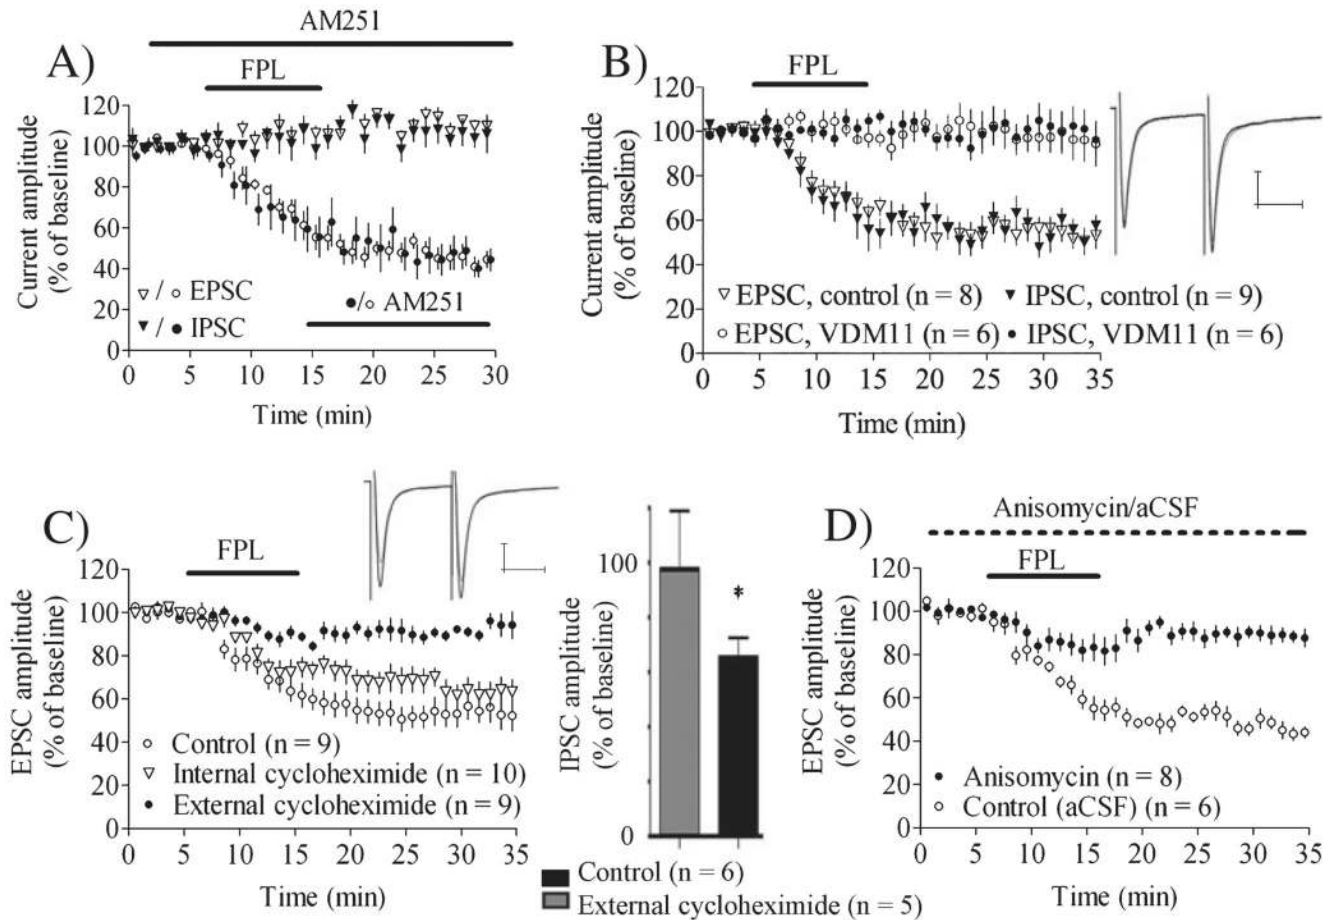 A)
AM251
FPL
Current amplitude
(% of baseline)
120
100
80
60
40
20
0
▽ / ○ EPSC
▼ / ● IPSC
●/○ AM251
0 5 10 15 20 25 30
Time (min)
B)
FPL
Current amplitude
(% of baseline)
120
100
80
60
40
20
0
▽ EPSC, control (n = 8) ▼ IPSC, control (n = 9)
○ EPSC, VDM11 (n = 6) ● IPSC, VDM11 (n = 6)
0 5 10 15 20 25 30 35
Time (min)
C)
FPL
EPSC amplitude
(% of baseline)
120
100
80
60
40
20
0
○ Control (n = 9)
▽ Internal cycloheximide (n = 10)
● External cycloheximide (n = 9)
0 5 10 15 20 25 30 35
Time (min)
IPSC amplitude
(% of baseline)
100
0
*
Control (n = 6)
External cycloheximide (n = 5)
D)
Anisomycin/aCSF
FPL
EPSC amplitude
(% of baseline)
120
100
80
60
40
20
0
● Anisomycin (n = 8)
○ Control (aCSF) (n = 6)
0 5 10 15 20 25 30 35
Time (min)